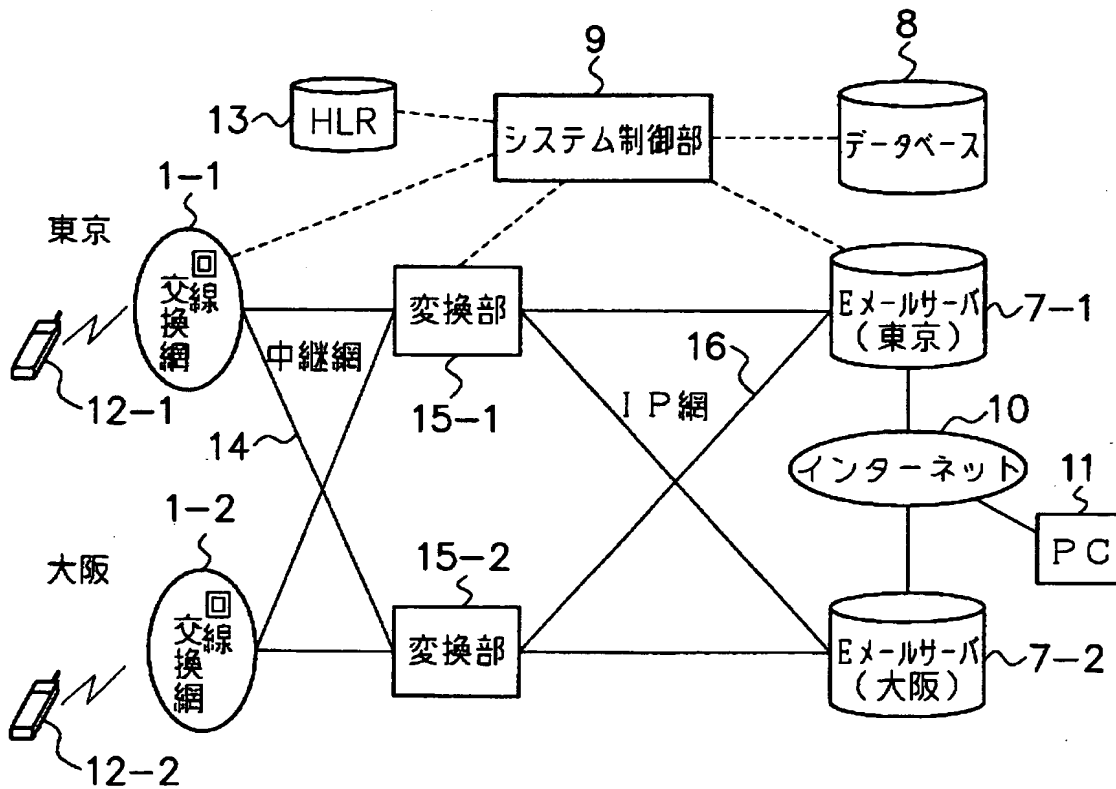 9
8
13
HLR
システム制御部
データベース
1-1
東京
回線
交換網
変換部
Eメールサーバ
(東京)
7-1
12-1
中継網
15-1
16
IP網
14
10
インターネット
11
PC
1-2
大阪
15-2
回線
交換網
変換部
Eメールサーバ
(大阪)
7-2
12-2